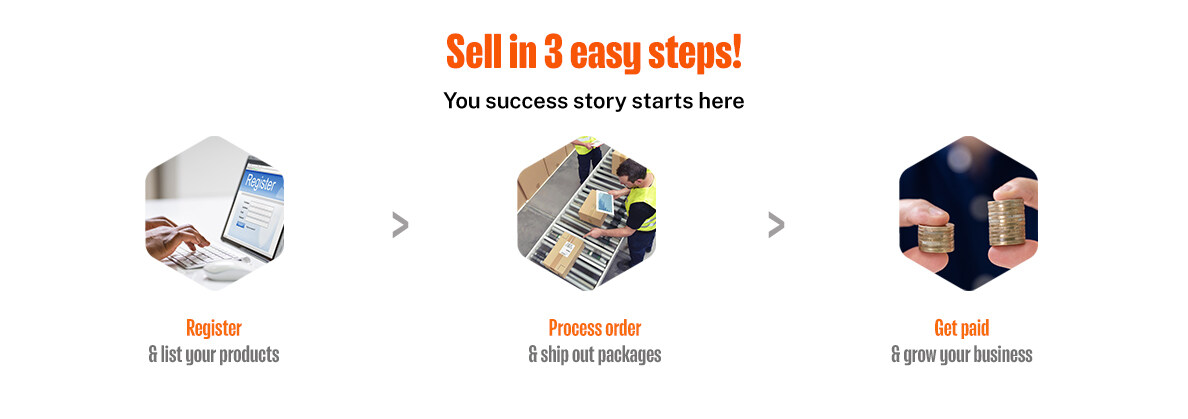 Sell in 3 easy steps!
You success story starts here
Register
>
>
Register
& list your products
Process order
& ship out packages
Get paid
& grow your business